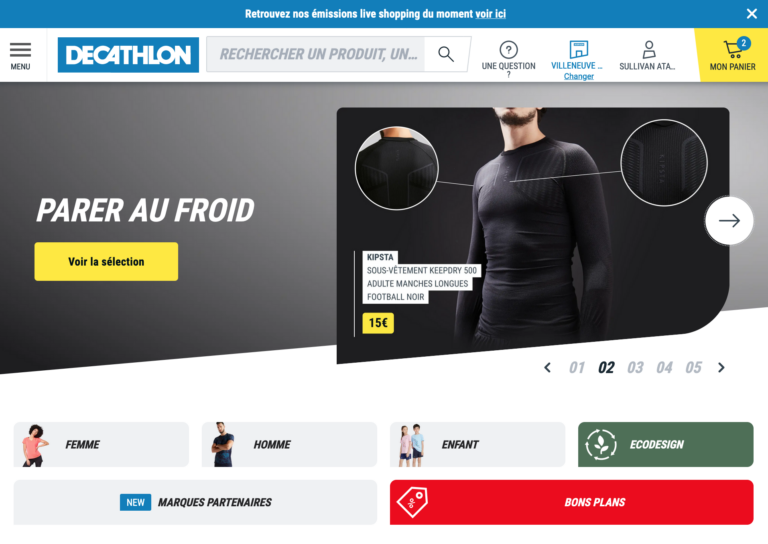 Retrouvez nos émissions live shopping du moment voir ici
MENU
DECATHLON
RECHERCHER UN PRODUIT, UN...
UNE QUESTION
?
VILLENEUVE ...
Changer
SULLIVAN ATA...
2
MON PANIER
PARER AU FROID
Voir la sélection
KIPSTA
KIPSTA
SOUS-VÊTEMENT KEEPDRY 500
ADULTE MANCHES LONGUES
FOOTBALL NOIR
15€
01 02 03 04 05
FEMME
HOMME
ENFANT
ECODESIGN
NEW MARQUES PARTENAIRES
BONS PLANS